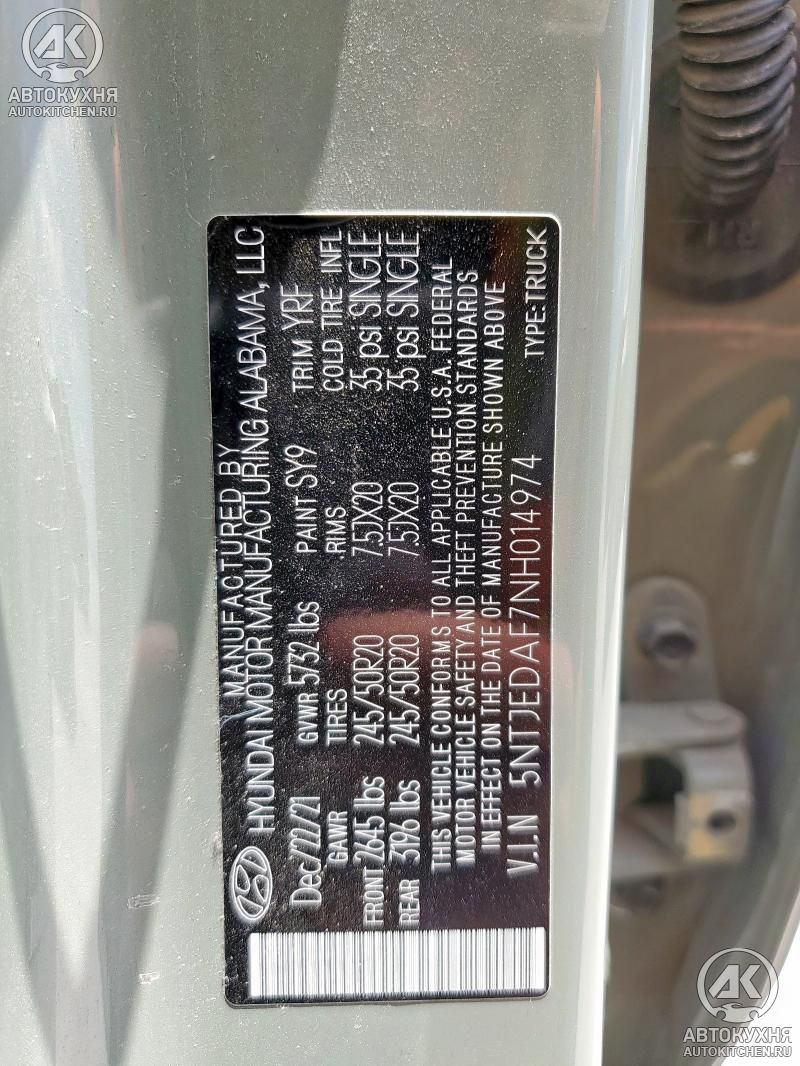 АК
АВТОКУХНЯ
AUTOKITCHEN.RU
MANUFACTURED BY
HYUNDAI MOTOR MANUFACTURING ALABAMA, LLC
GVWR 5732 lbs PAINT SY9 TRIM YRF
GAWR TIRES RIMS COLD TIRE INFL
FRONT 2645 lbs 245/50R20 7.5JX20 35 psi SINGLE
REAR 3196 lbs 245/50R20 7.5JX20 35 psi SINGLE
THIS VEHICLE CONFORMS TO ALL APPLICABLE U.S.A. FEDERAL
MOTOR VEHICLE SAFETY AND THEFT PREVENTION STANDARDS
IN EFFECT ON THE DATE OF MANUFACTURE SHOWN ABOVE
V.I.N 5NTJEDAF7NH014974 TYPE:TRUCK
АК
АВТОКУХНЯ
AUTOKITCHEN.RU